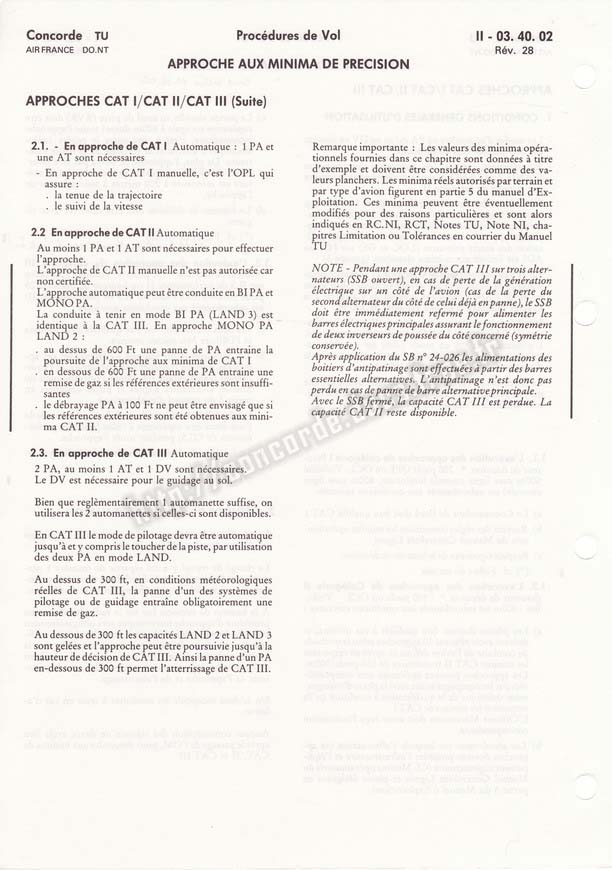 Concorde TU
AIR FRANCE DO.NT
Procédures de Vol
II - 03. 40. 02
Rév. 28
APPROCHE AUX MINIMA DE PRECISION
APPROCHES CAT I/CAT II/CAT III (Suite)
2.1. - En approche de CAT I Automatique : 1 PA et
une AT sont nécessaires
- En approche de CAT I manuelle, c'est l'OPL qui
assure :
. la tenue de la trajectoire
. le suivi de la vitesse
2.2 En approche de CAT II Automatique
Au moins 1 PA et 1 AT sont nécessaires pour effectuer
l'approche.
L'approche de CAT II manuelle n'est pas autorisée car
non certifiée.
L'approche automatique peut être conduite en BI PA et
MONO PA.
La conduite à tenir en mode BI PA (LAND 3) est
identique à la CAT III. En approche MONO PA
LAND 2 :
. au dessus de 600 Ft une panne de PA entraîne la
poursuite de l'approche aux minima de CAT I
. en dessous de 600 Ft une panne de PA entraine une
remise de gaz si les références extérieures sont insuffi-
santes
. le débrayage PA à 100 Ft ne peut être envisagé que si
les références extérieures sont été obtenues aux mini-
ma CAT II.
2.3. En approche de CAT III Automatique
2 PA, au moins 1 AT et 1 DV sont nécessaires.
Le DV est nécessaire pour le guidage au sol.
Bien que reglèmentairement 1 automanette suffise, on
utilisera les 2 automanettes si celles-ci sont disponibles.
En CAT III le mode de pilotage devra être automatique
jusqu'à et y compris le toucher de la piste, par utilisation
des deux PA en mode LAND.
Au dessus de 300 ft, en conditions météorologiques
réelles de CAT III, la panne d'un des systèmes de
pilotage ou de guidage entraîne obligatoirement une
remise de gaz.
Au dessous de 300 ft les capacités LAND 2 et LAND 3
sont gelées et l'approche peut être poursuivie jusqu'à la
hauteur de décision de CAT III. Ainsi la panne d'un PA
en-dessous de 300 ft permet l'atterrissage de CAT III.
Remarque importante : Les valeurs des minima opéra-
tionnels fournies dans ce chapitre sont données à titre
d'exemple et doivent être considérées comme des va-
leurs planchers. Les minima réels autorisés par terrain et
par type d'avion figurent en partie 5 du manuel d'Ex-
ploitation. Ces minima peuvent être éventuellement
modifiés pour des raisons particulières et sont alors
indiqués en RC.NI, RCT, Notes TU, Note NI, cha-
pitres Limitation ou Tolérances en courrier du Manuel
TU
NOTE - Pendant une approche CAT III sur trois alter-
nateurs (SSB ouvert), en cas de perte de la génération
électrique sur un côté de l'avion (cas de la perte du
second alternateur du côté de celui déjà en panne), le SSB
doit être immédiatement refermé pour alimenter les
barres électriques principales assurant le fonctionnement
de deux inverseurs de poussée du côté concerné (symétrie
conservée).
Après application du SB n° 24-026 les alimentations des
boitiers d'antipatinage sont effectuées à partir des barres
essentielles alternatives. L'antipatinage n'est donc pas
perdu en cas de panne de barre alternative principale.
Avec le SSB fermé, la capacité CAT III est perdue. La
capacité CAT II reste disponible.